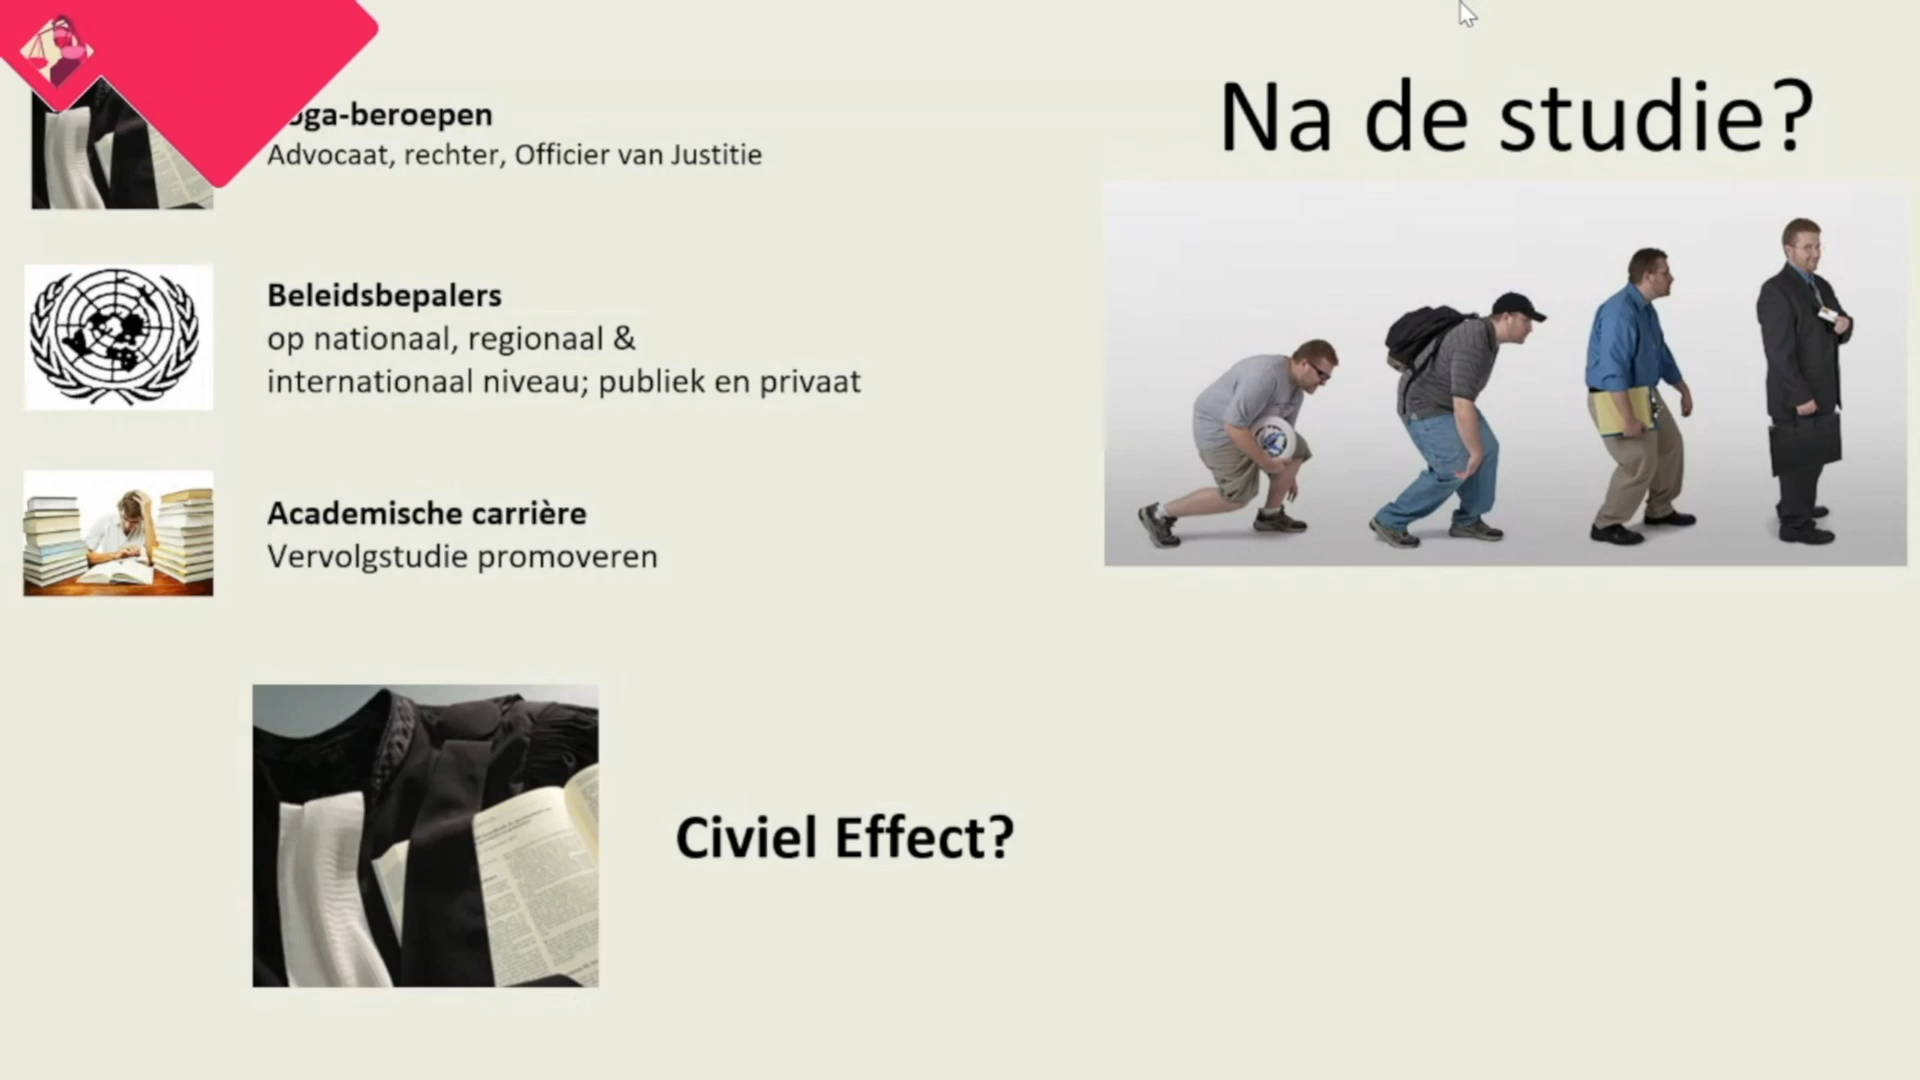 Na de studie?
-beroepen
Advocaat, rechter, Officier van Justitie
Beleidsbepalers
op nationaal, regionaal &
internationaal niveau; publiek en privaat
Academische carrière
Vervolgstudie promoveren
Civiel Effect?